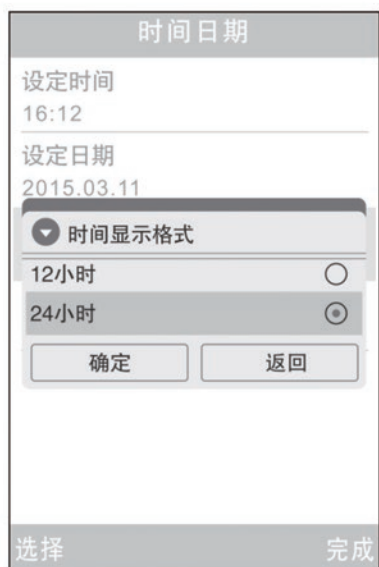 时间日期
设定时间
16:12
设定日期
2015.03.11
时间显示格式
12小时
24小时
确定 返回
选择 完成